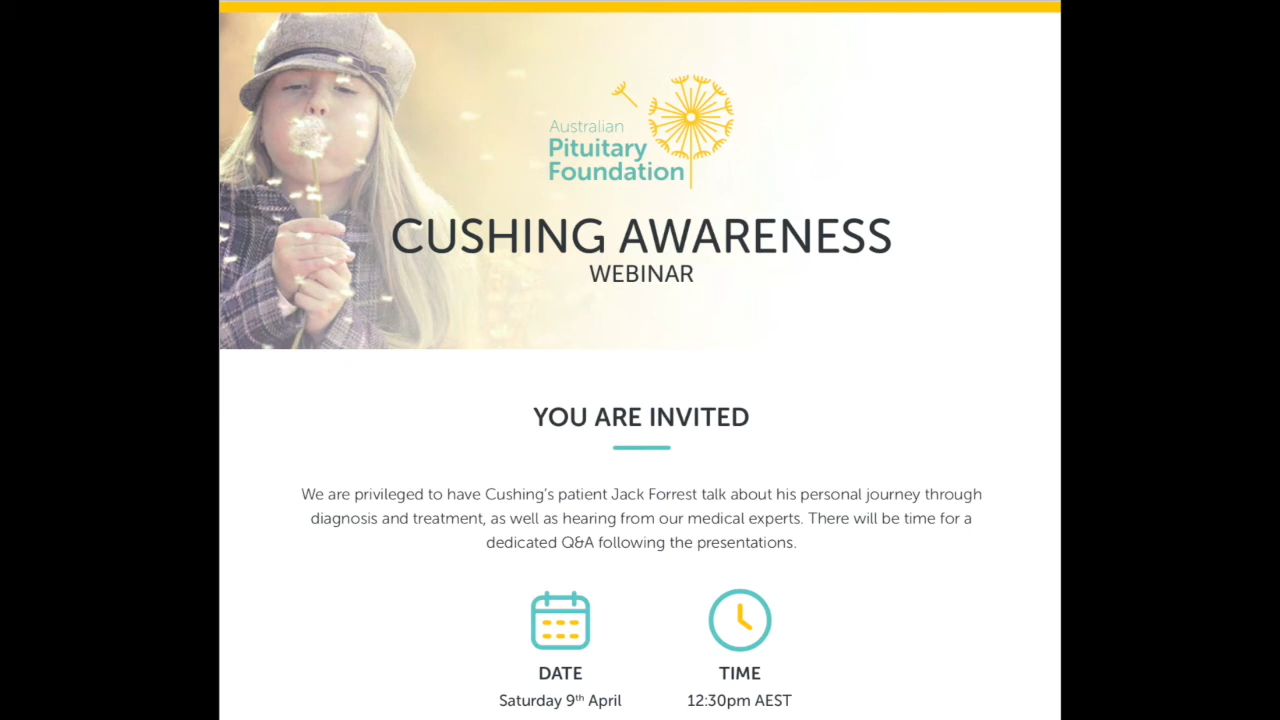 Australian
Pituitary
Foundation
CUSHING AWARENESS
WEBINAR
YOU ARE INVITED
We are privileged to have Cushing's patient Jack Forrest talk about his personal journey through
diagnosis and treatment, as well as hearing from our medical experts. There will be time for a
dedicated Q&A following the presentations.
DATE
Saturday 9th April
TIME
12:30pm AEST